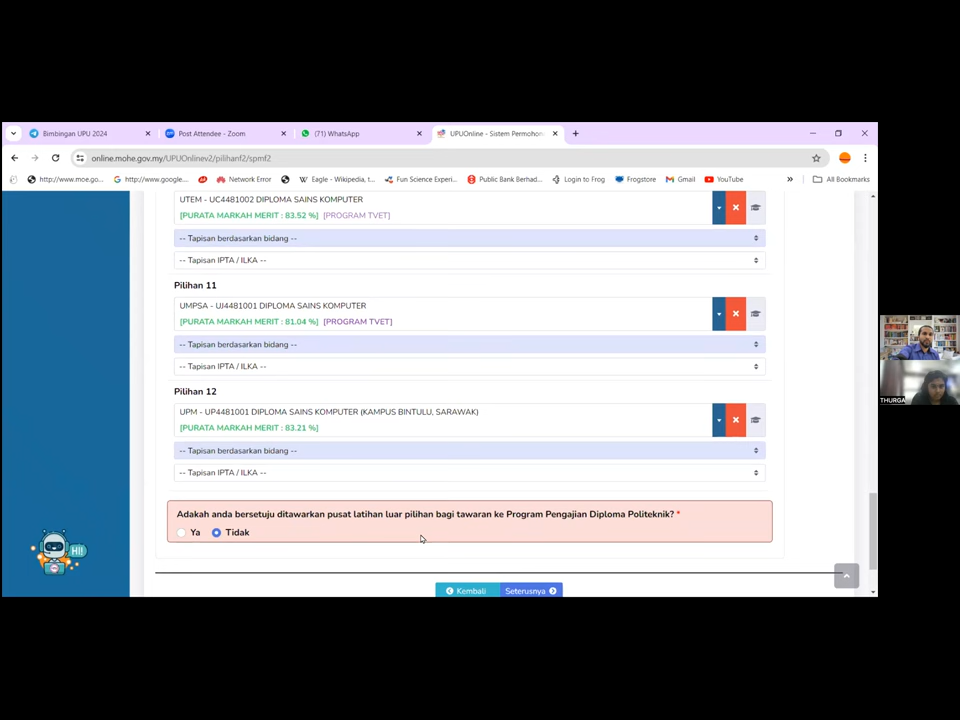 Bimbingan UPU 2024
Post Attendee - Zoom
(71) WhatsApp
UPUOnline - Sistem Permohon
online.mohe.gov.my/UPUOnlinev2/pilihanf2/spmf2
http://www.moe.go...
http://www.google...
Network Error
Eagle - Wikipedia, t...
Fun Science Experi...
Public Bank Berhad...
Login to Frog
Frogstore
Gmail
YouTube
»
All Bookmarks
UTEM - UC4481002 DIPLOMA SAINS KOMPUTER
[PURATA MARKAH MERIT : 83.52 %] [PROGRAM TVET]
-- Tapisan berdasarkan bidang --
-- Tapisan IPTA / ILKA --
Pilihan 11
UMPSA - UJ4481001 DIPLOMA SAINS KOMPUTER
[PURATA MARKAH MERIT : 81.04 %] [PROGRAM TVET]
-- Tapisan berdasarkan bidang --
-- Tapisan IPTA / ILKA --
Pilihan 12
UPM - UP4481001 DIPLOMA SAINS KOMPUTER (KAMPUS BINTULU, SARAWAK)
[PURATA MARKAH MERIT : 83.21 %]
-- Tapisan berdasarkan bidang --
-- Tapisan IPTA / ILKA --
Adakah anda bersetuju ditawarkan pusat latihan luar pilihan bagi tawaran ke Program Pengajian Diploma Politeknik? *
Ya Tidak
HI!
Kembali Seterusnya
THURGA